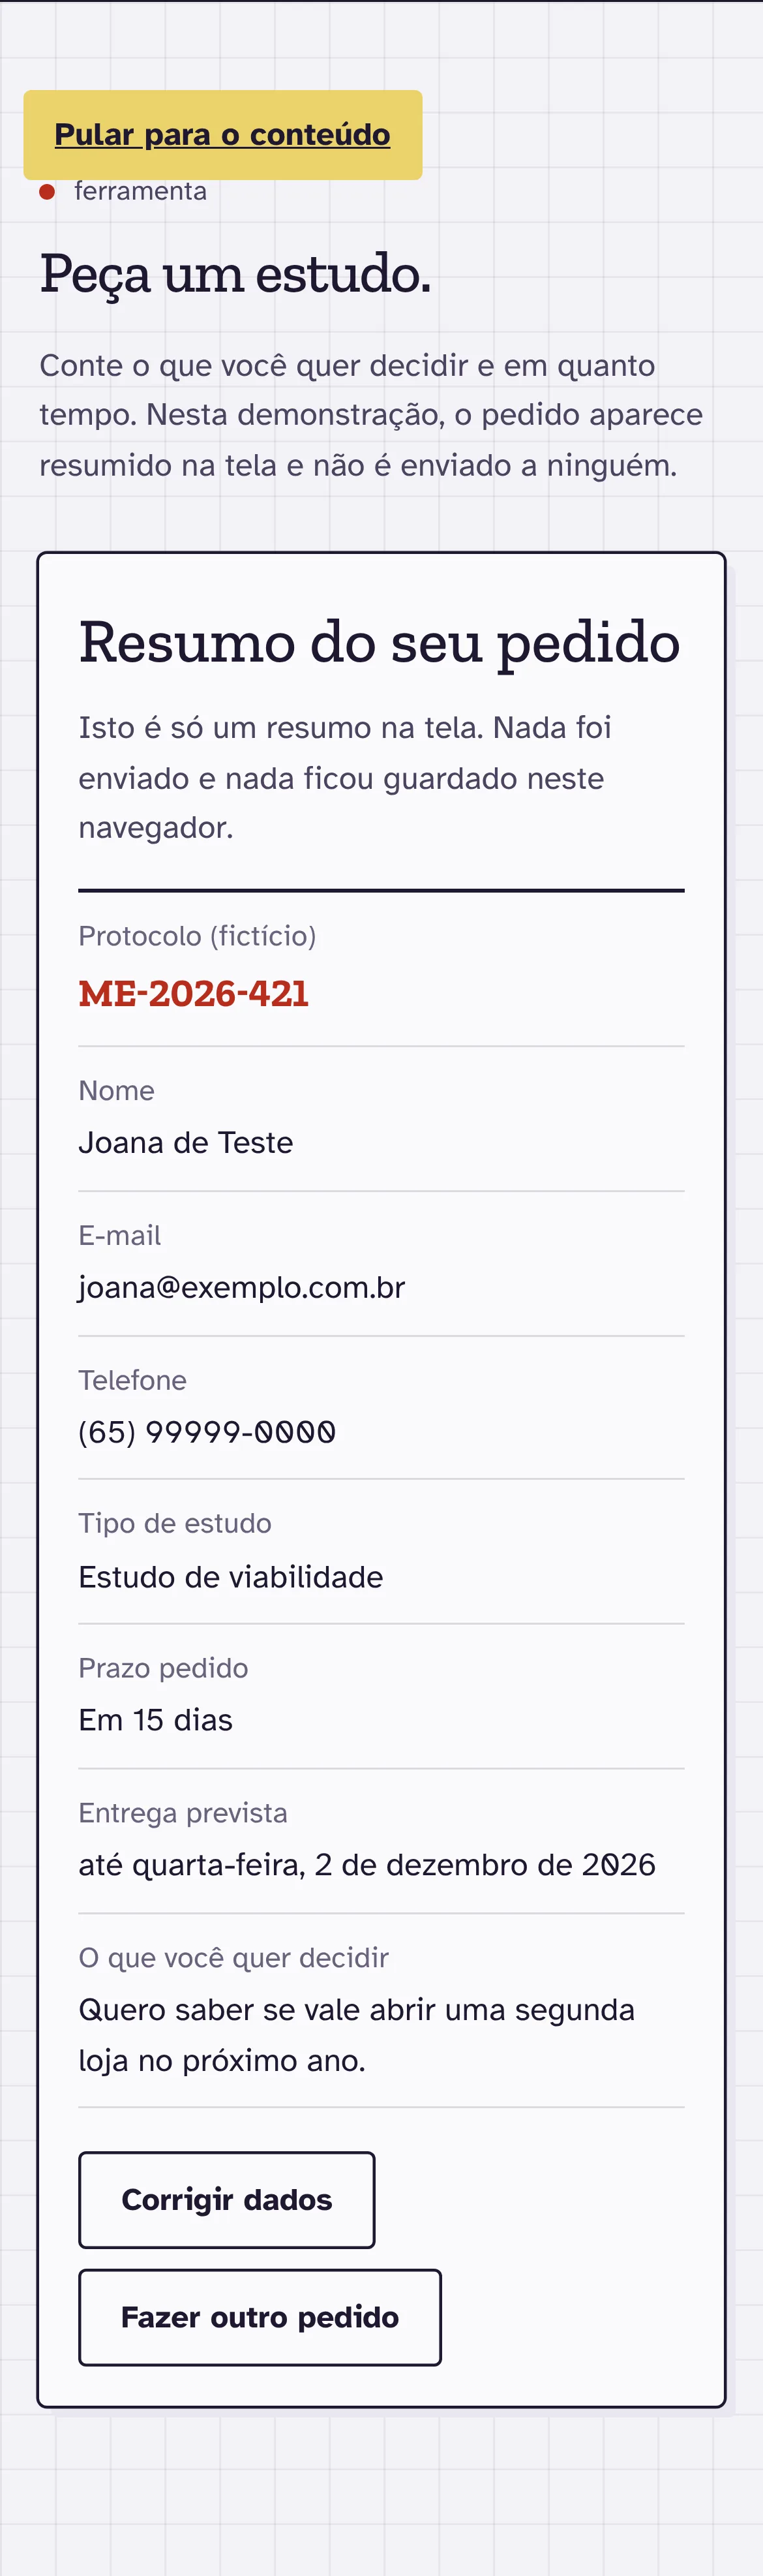 Pular para o conteúdo
ferramenta
Peça um estudo.
Conte o que você quer decidir e em quanto
tempo. Nesta demonstração, o pedido aparece
resumido na tela e não é enviado a ninguém.
Resumo do seu pedido
Isto é só um resumo na tela. Nada foi
enviado e nada ficou guardado neste
navegador.
Protocolo (fictício)
ME-2026-421
Nome
Joana de Teste
E-mail
joana@exemplo.com.br
Telefone
(65) 99999-0000
Tipo de estudo
Estudo de viabilidade
Prazo pedido
Em 15 dias
Entrega prevista
até quarta-feira, 2 de dezembro de 2026
O que você quer decidir
Quero saber se vale abrir uma segunda
loja no próximo ano.
Corrigir dados
Fazer outro pedido